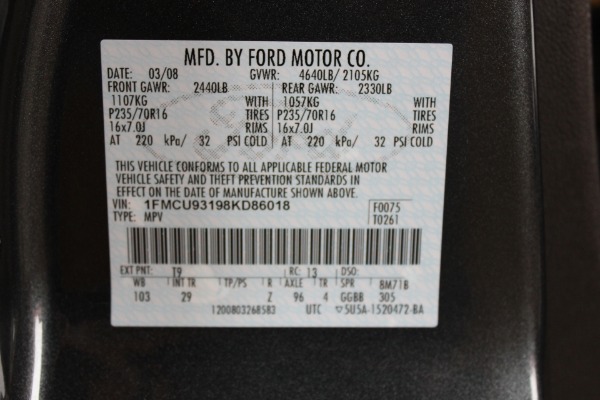 MFD. BY FORD MOTOR CO.
DATE: 03/08 GVWR: 4640LB/ 2105KG
FRONT GAWR: 2440LB REAR GAWR: 2330LB
1107KG WITH 1057KG WITH
P235/70R16 TIRES P235/70R16 TIRES
16x7.0J RIMS 16x7.0J RIMS
AT 220 kPa/ 32 PSI COLD AT 220 kPa/ 32 PSI COLD
THIS VEHICLE CONFORMS TO ALL APPLICABLE FEDERAL MOTOR
VEHICLE SAFETY AND THEFT PREVENTION STANDARDS IN
EFFECT ON THE DATE OF MANUFACTURE SHOWN ABOVE.
VIN: 1FMCU93198KD86018 F0075
TYPE: MPV T0261
EXT PNT: T9 RC: 13 DSO:
WB INT TR TP/PS R AXLE TR SPR 8M71B
103 29 Z 96 4 GGBB 305
1200803268583 UTC 5U5A-1520472-BA